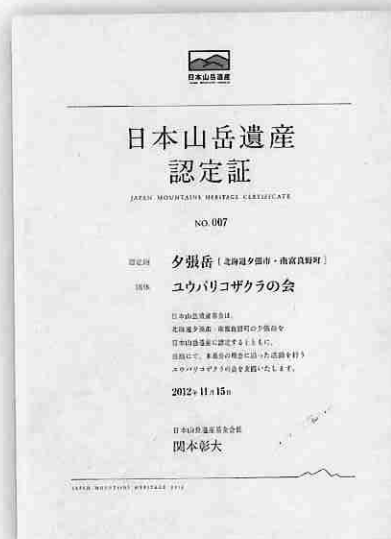 日本山岳遺産
日本山岳遺産
認定証
JAPAN MOUNTAINS HERITAGE CERTIFICATE
NO. 007
認定地 夕張岳 [北海道夕張市・南富良野町]
団体 ユウパリコザクラの会
日本山岳遺産基金は、
北海道夕張市・南富良野町の夕張岳を
日本山岳遺産に認定するとともに、
同地にて、本基金の理念に沿った活動を行う
ユウパリコザクラの会を支援いたします。
2012年11月15日
日本山岳遺産基金会長
関本彰大
JAPAN MOUNTAINS HERITAGE 2012